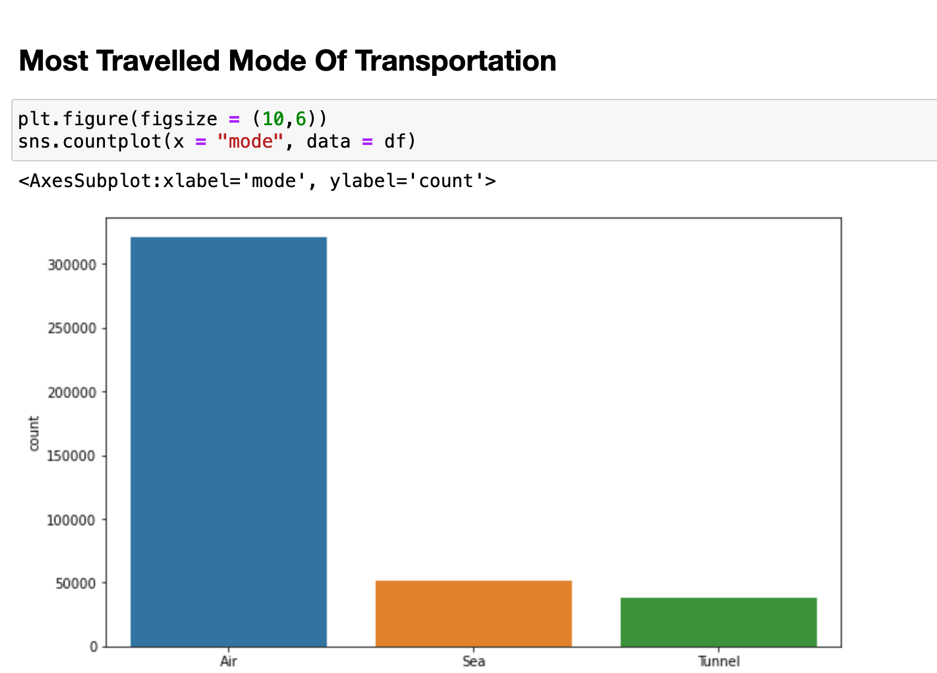 Most Travelled Mode Of Transportation
plt.figure(figsize = (10,6))
sns.countplot(x = "mode", data = df)
<AxesSubplot:xlabel='mode', ylabel='count'>
300000
250000
200000
150000
100000
50000
0
count
Air Sea Tunnel